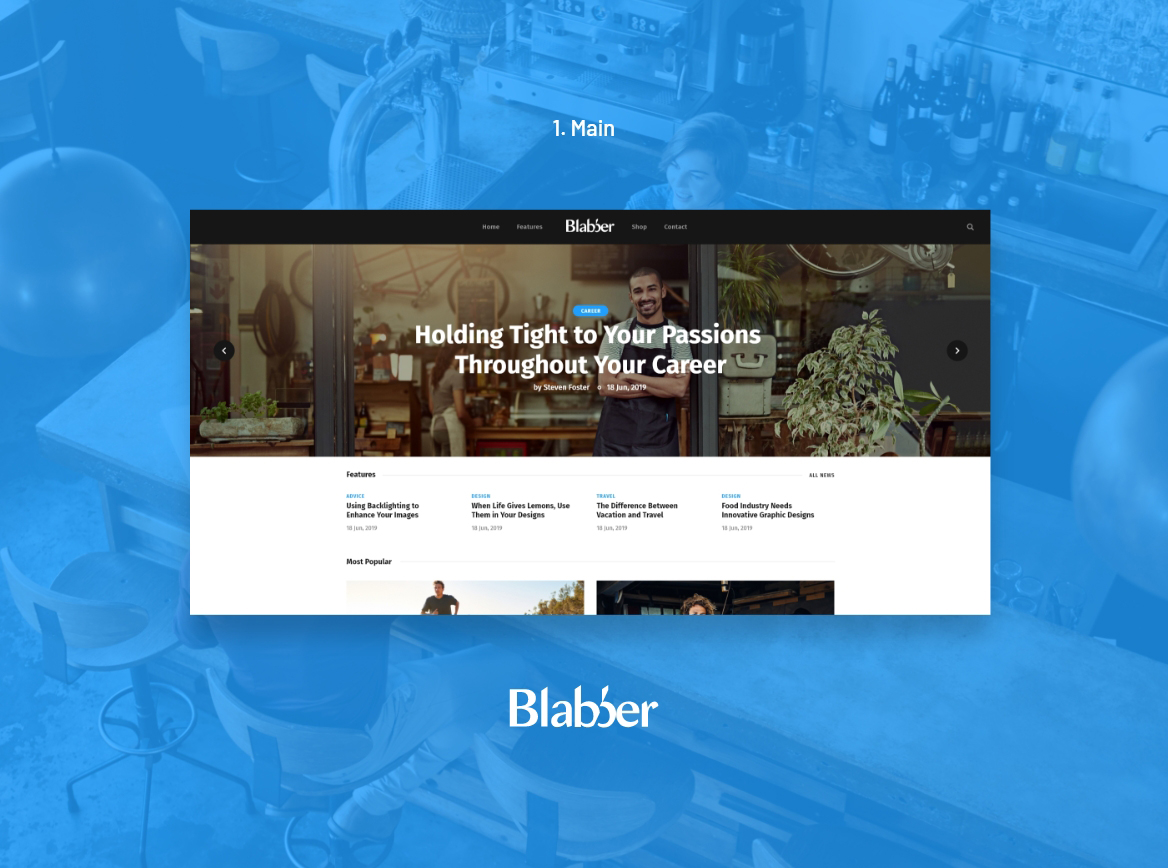 1. Main
Home Features Blabber Shop Contact
CAREER
Holding Tight to Your Passions
Throughout Your Career
by Steven Foster 18 Jun, 2019
Features ALL NEWS
ADVICE
Using Backlighting to
Enhance Your Images
18 Jun, 2019
DESIGN
When Life Gives Lemons, Use
Them in Your Designs
18 Jun, 2019
TRAVEL
The Difference Between
Vacation and Travel
18 Jun, 2019
DESIGN
Food Industry Needs
Innovative Graphic Designs
18 Jun, 2019
Most Popular
Blabber